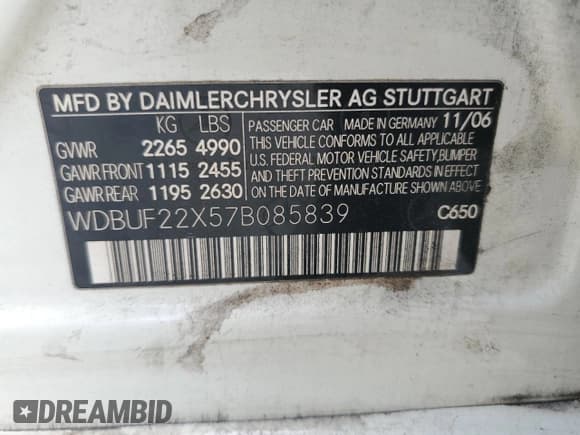 MFD BY DAIMLERCHRYSLER AG STUTTGART
KG LBS
GVWR 2265 4990
GAWR FRONT 1115 2455
GAWR REAR 1195 2630
PASSENGER CAR MADE IN GERMANY 11/06
THIS VEHICLE CONFORMS TO ALL APPLICABLE
U.S. FEDERAL MOTOR VEHICLE SAFETY, BUMPER
AND THEFT PREVENTION STANDARDS IN EFFECT
ON THE DATE OF MANUFACTURE SHOWN ABOVE.
WDBUF22X57B085839 C650
DREAMBID